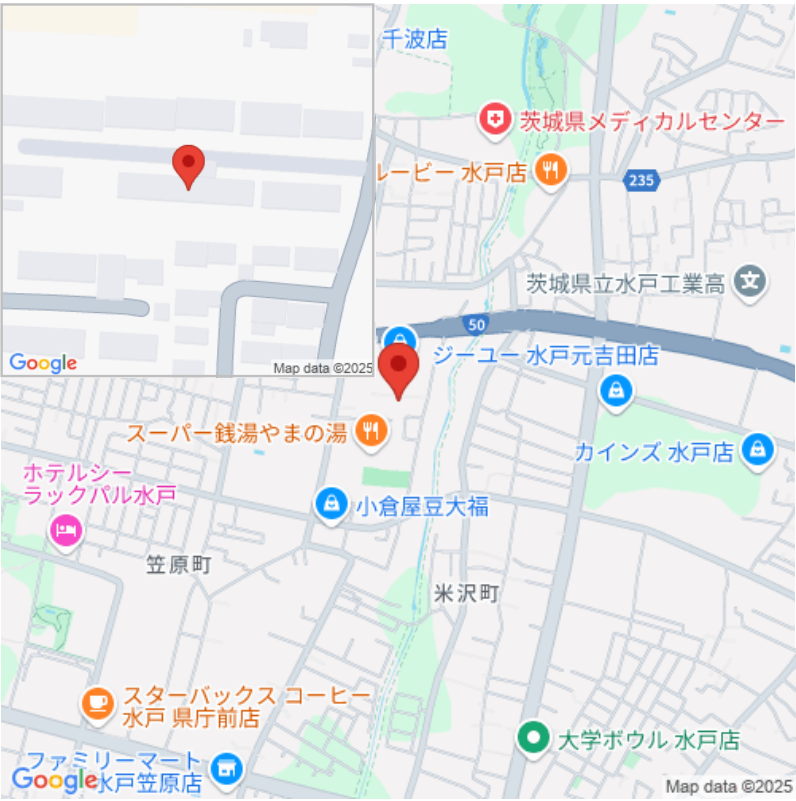 千波店
茨城県メディカルセンター
ルービー 水戸店
235
茨城県立水戸工業高
50
Google
Map data ©2025
ジーユー 水戸元吉田店
スーパー銭湯やまの湯
カインズ 水戸店
ホテルシー
ラックパル水戸
小倉屋豆大福
笠原町
米沢町
スターバックス コーヒー
水戸 県庁前店
大学ボウル 水戸店
ファミリーマート
水戸笠原店
Google
Map data ©2025